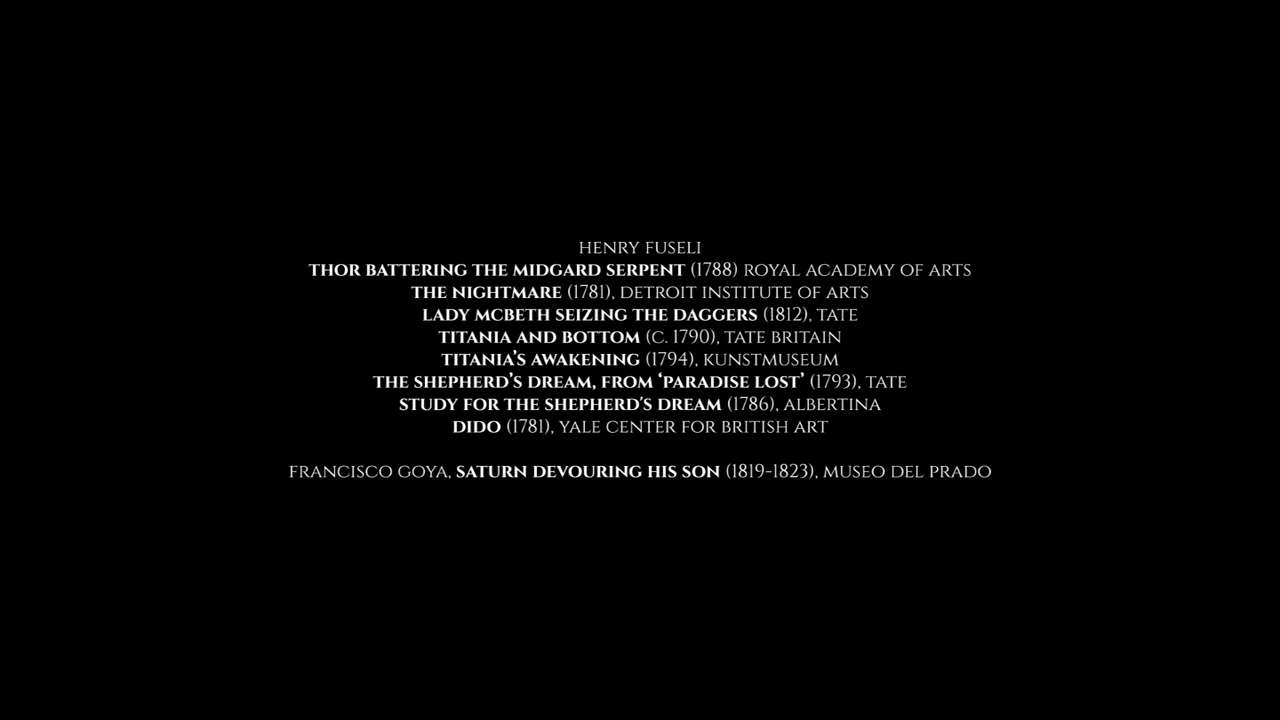 HENRY FUSELI
THOR BATTERING THE MIDGARD SERPENT (1788) ROYAL ACADEMY OF ARTS
THE NIGHTMARE (1781), DETROIT INSTITUTE OF ARTS
LADY MCBETH SEIZING THE DAGGERS (1812), TATE
TITANIA AND BOTTOM (C. 1790), TATE BRITAIN
TITANIA’S AWAKENING (1794), KUNSTMUSEUM
THE SHEPHERD’S DREAM, FROM ‘PARADISE LOST’ (1793), TATE
STUDY FOR THE SHEPHERD'S DREAM (1786), ALBERTINA
DIDO (1781), YALE CENTER FOR BRITISH ART
FRANCISCO GOYA, SATURN DEVOURING HIS SON (1819-1823), MUSEO DEL PRADO